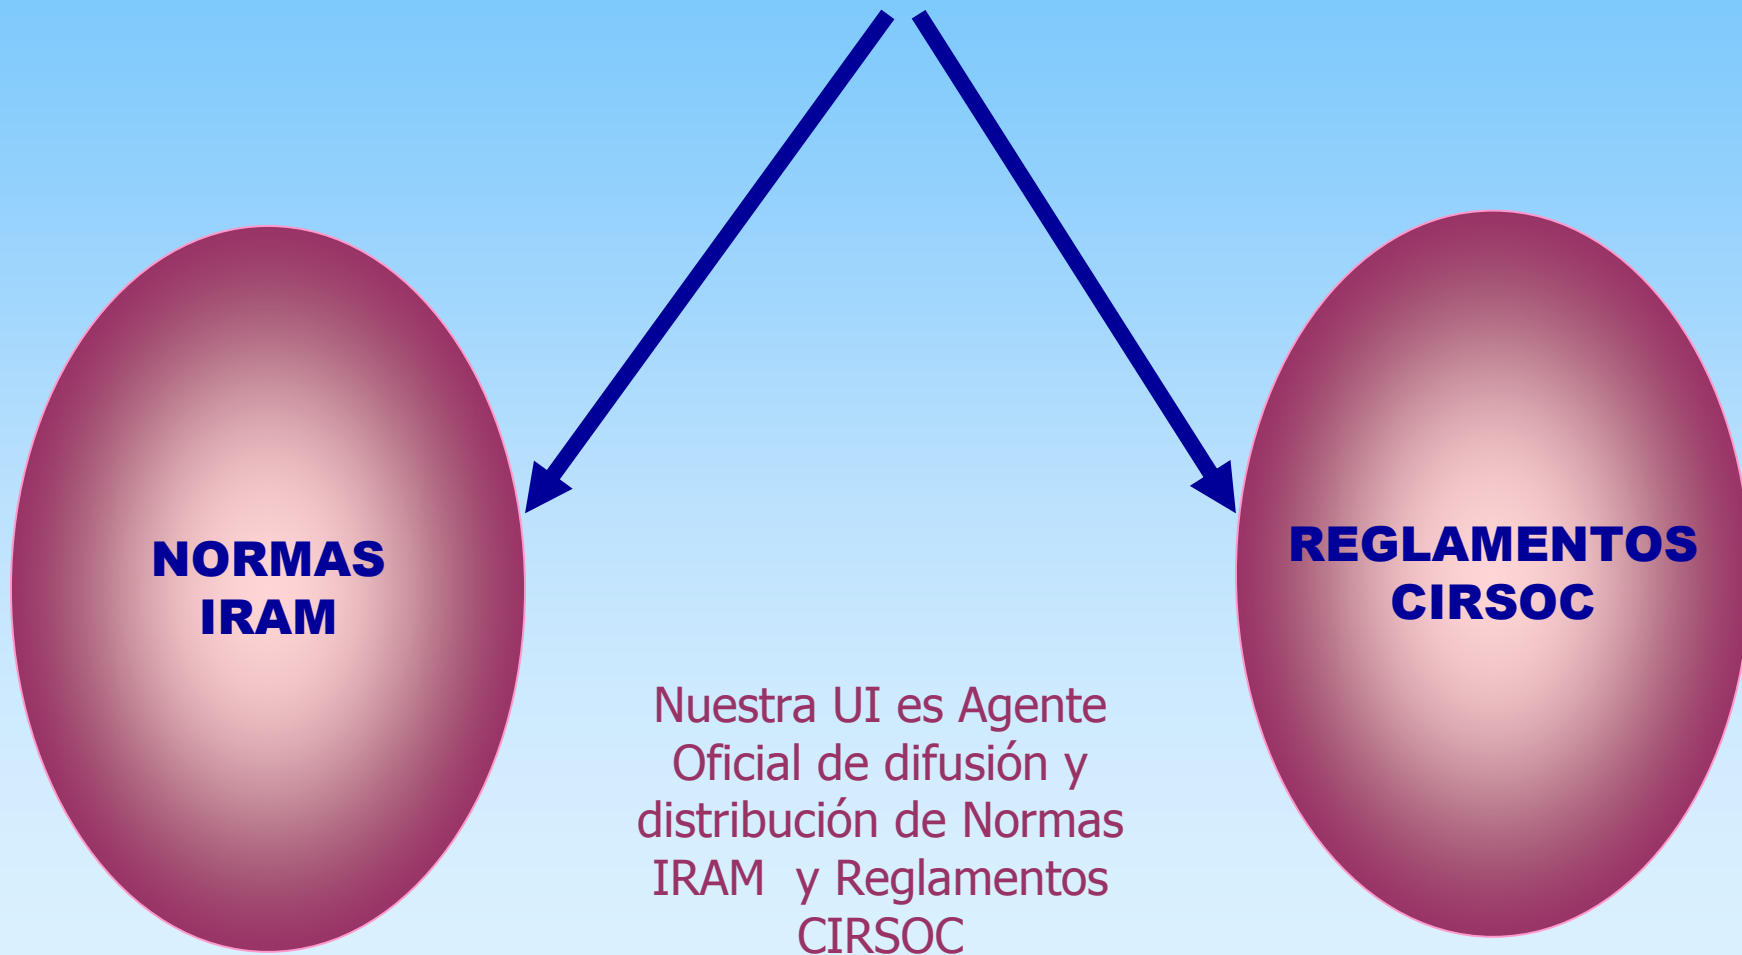 NORMAS
IRAM
REGLAMENTOS
CIRSOC
Nuestra UI es Agente
Oficial de difusión y
distribución de Normas
IRAM  y Reglamentos
CIRSOC